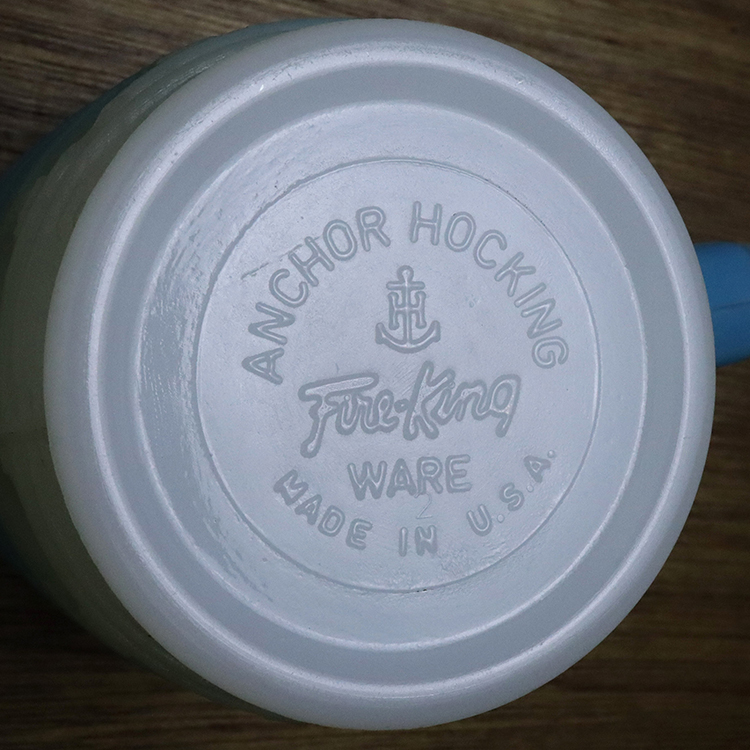 ANCHOR HOCKING
H
Fire-King
WARE
2
MADE IN U.S.A.